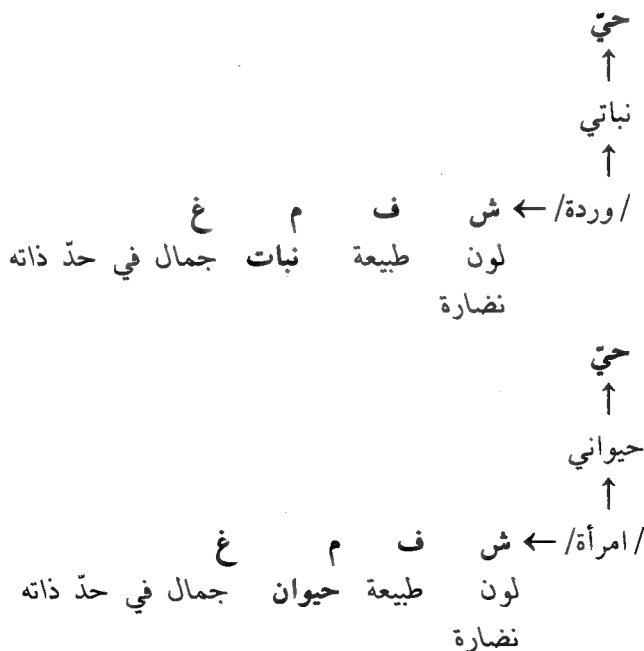 حيّ
↑
نباتي
↑
/وردة/ ← ش ف م غ
لون طبيعة نبات جمال في حدّ ذاته
نضارة
حيّ
↑
حيواني
↑
/امرأة/ ← ش ف م غ
لون طبيعة حيوان جمال في حدّ ذاته
نضارة